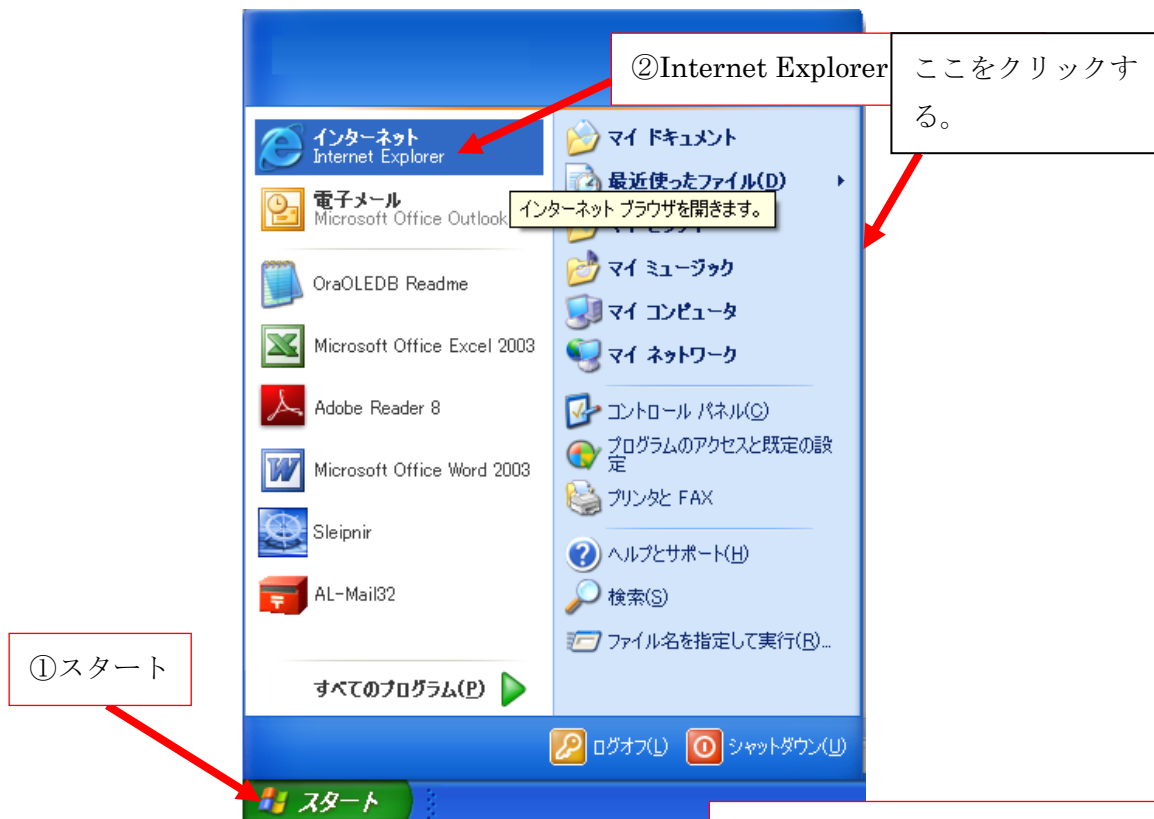 ②Internet Explorer
ここをクリックす
る。
インターネット
Internet Explorer
電子メール
Microsoft Office Outlook
OraOLEDB Readme
Microsoft Office Excel 2003
Adobe Reader 8
Microsoft Office Word 2003
Sleipnir
AL-Mail32
すべてのプログラム(P)
マイ ドキュメント
最近使ったファイル(D)
インターネット ブラウザを開きます。
マイ ミュージック
マイ コンピュータ
マイ ネットワーク
コントロール パネル(C)
プログラムのアクセスと既定の設
定
プリンタと FAX
ヘルプとサポート(H)
検索(S)
ファイル名を指定して実行(R)...
①スタート
ログオフ(L)
シャットダウン(U)
スタート